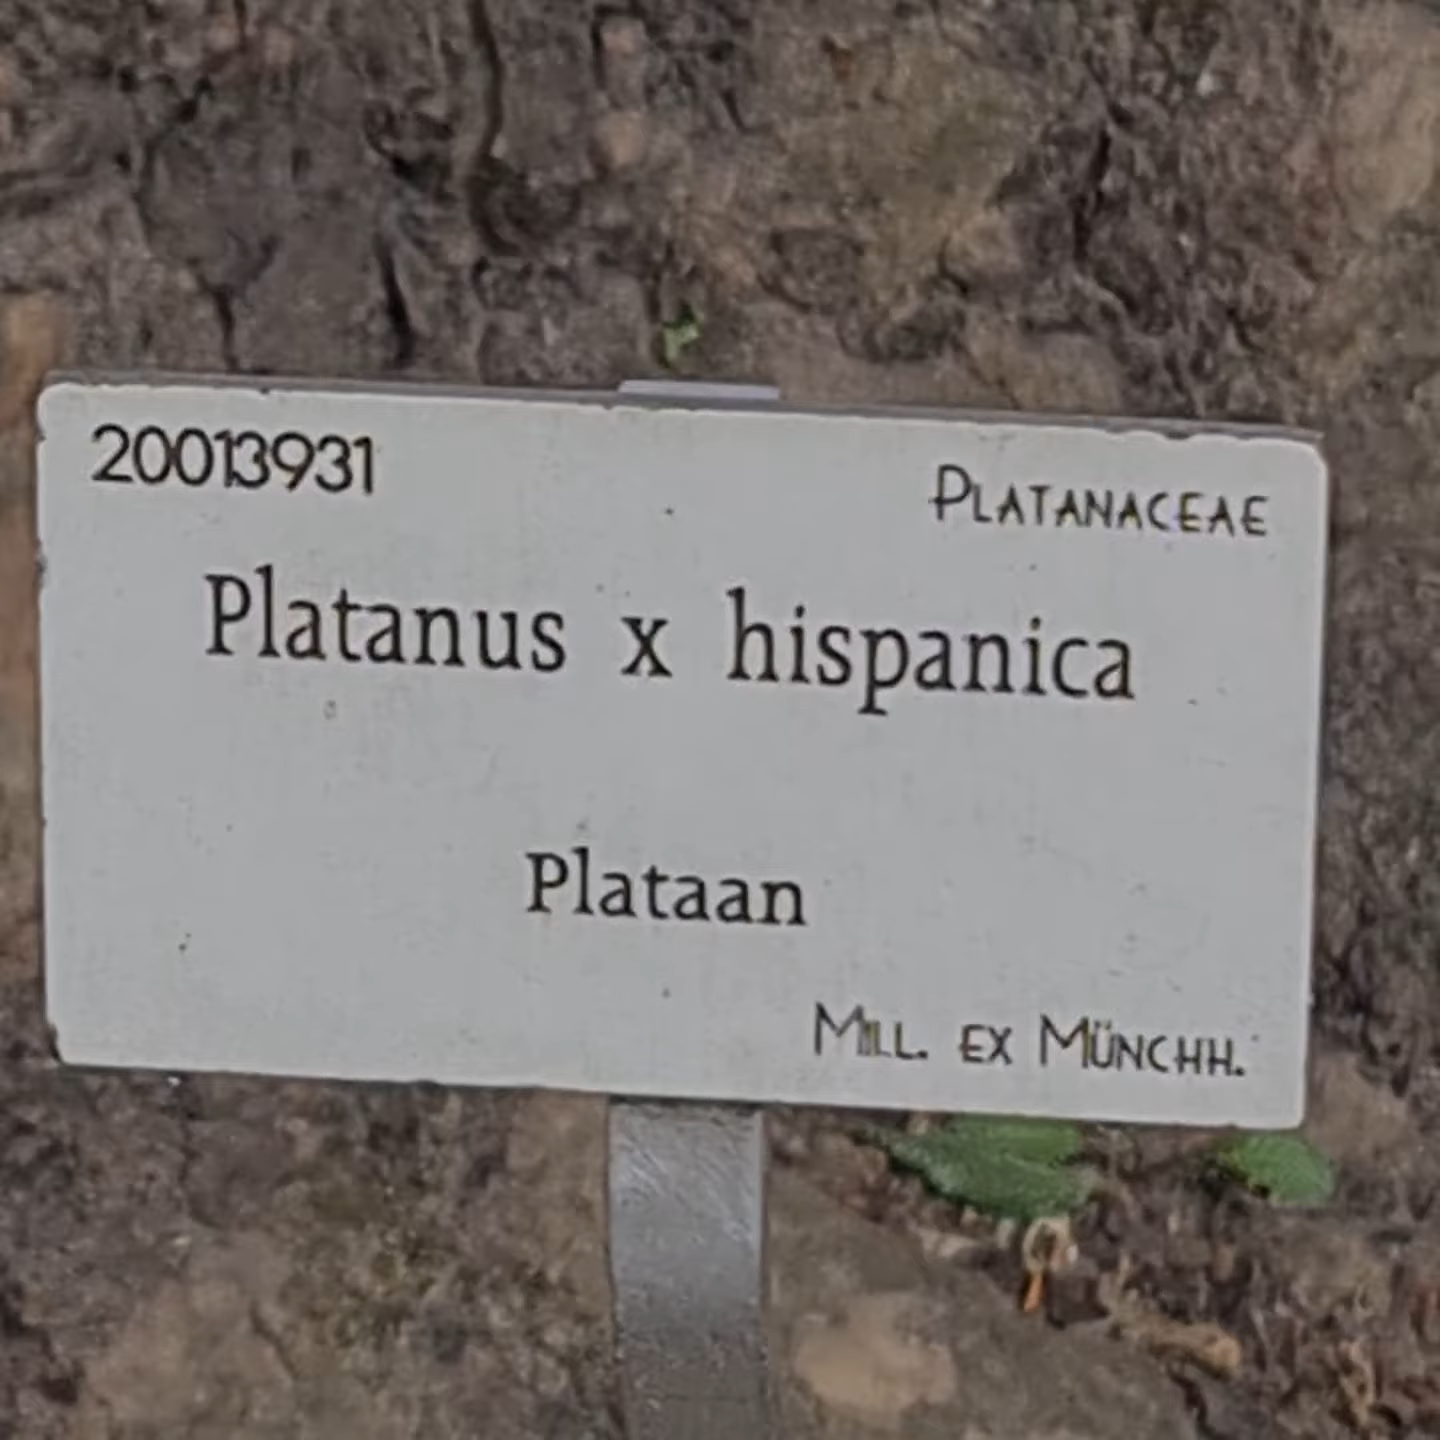 20013931
PLATANACEAE
Platanus x hispanica
Plataan
MILL. EX MÜNCHH.